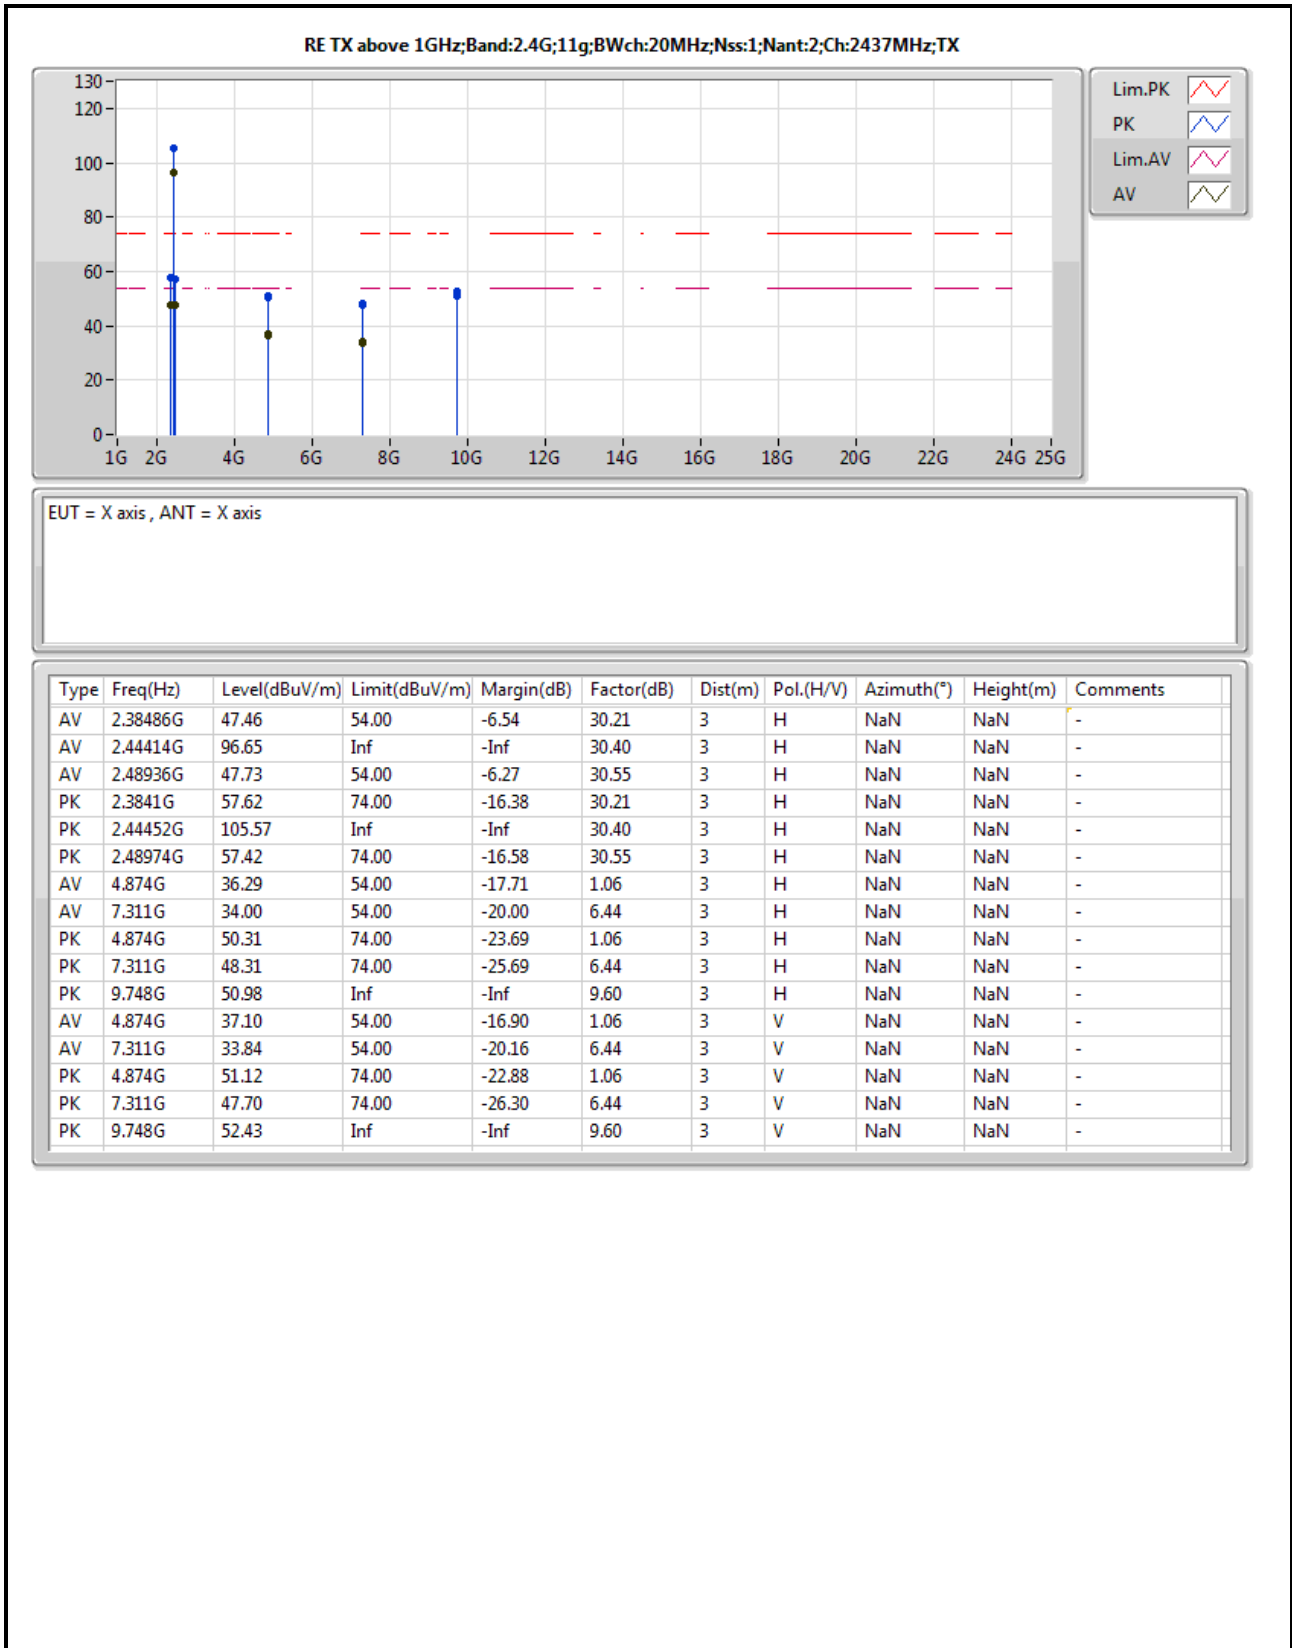 RE TX above 1GHz;Band:2.4G;11g;BWch:20MHz;Nss:1;Nant:2;Ch:2437MHz;TX
130
120
100
80
60
40
20
0
1G 2G 4G 6G 8G 10G 12G 14G 16G 18G 20G 22G 24G 25G
Lim.PK
PK
Lim.AV
AV
EUT = X axis , ANT = X axis
Type Freq(Hz) Level(dBuV/m) Limit(dBuV/m) Margin(dB) Factor(dB) Dist(m) Pol.(H/V) Azimuth(°) Height(m) Comments
AV 2.38486G 47.46 54.00 -6.54 30.21 3 H NaN NaN -
AV 2.44414G 96.65 Inf -Inf 30.40 3 H NaN NaN -
AV 2.48936G 47.73 54.00 -6.27 30.55 3 H NaN NaN -
PK 2.3841G 57.62 74.00 -16.38 30.21 3 H NaN NaN -
PK 2.44452G 105.57 Inf -Inf 30.40 3 H NaN NaN -
PK 2.48974G 57.42 74.00 -16.58 30.55 3 H NaN NaN -
AV 4.874G 36.29 54.00 -17.71 1.06 3 H NaN NaN -
AV 7.311G 34.00 54.00 -20.00 6.44 3 H NaN NaN -
PK 4.874G 50.31 74.00 -23.69 1.06 3 H NaN NaN -
PK 7.311G 48.31 74.00 -25.69 6.44 3 H NaN NaN -
PK 9.748G 50.98 Inf -Inf 9.60 3 H NaN NaN -
AV 4.874G 37.10 54.00 -16.90 1.06 3 V NaN NaN -
AV 7.311G 33.84 54.00 -20.16 6.44 3 V NaN NaN -
PK 4.874G 51.12 74.00 -22.88 1.06 3 V NaN NaN -
PK 7.311G 47.70 74.00 -26.30 6.44 3 V NaN NaN -
PK 9.748G 52.43 Inf -Inf 9.60 3 V NaN NaN -